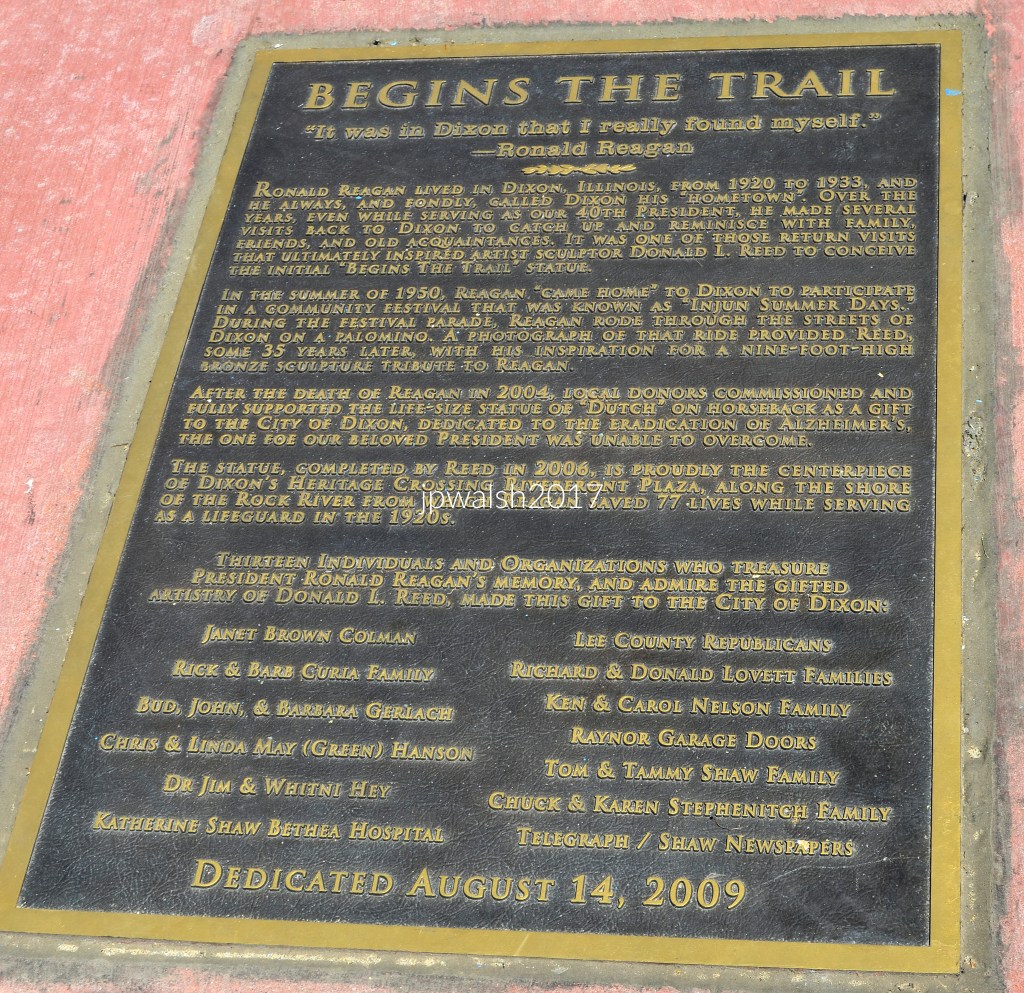 BEGINS THE TRAIL
"It was in Dixon that I really found myself."
—Ronald Reagan
RONALD REAGAN LIVED IN DIXON, ILLINOIS, FROM 1920 TO 1933, AND
HE ALWAYS, AND FONDLY, CALLED DIXON HIS "HOMETOWN". OVER THE
YEARS, EVEN WHILE SERVING AS OUR 40TH PRESIDENT, HE MADE SEVERAL
VISITS BACK TO DIXON TO CATCH UP AND REMINISCE WITH FAMILY,
FRIENDS, AND OLD ACQUAINTANCES. IT WAS ONE OF THOSE RETURN VISITS
THAT ULTIMATELY INSPIRED ARTIST SCULPTOR DONALD L. REED TO CONCEIVE
THE INITIAL "BEGINS THE TRAIL" STATUE.
IN THE SUMMER OF 1950, REAGAN "CAME HOME" TO DIXON TO PARTICIPATE
IN A COMMUNITY FESTIVAL THAT WAS KNOWN AS "INJUN SUMMER DAYS."
DURING THE FESTIVAL PARADE, REAGAN RODE THROUGH THE STREETS OF
DIXON ON A PALOMINO. A PHOTOGRAPH OF THAT RIDE PROVIDED REED,
SOME 35 YEARS LATER, WITH HIS INSPIRATION FOR A NINE-FOOT-HIGH
BRONZE SCULPTURE TRIBUTE TO REAGAN.
AFTER THE DEATH OF REAGAN IN 2004, LOCAL DONORS COMMISSIONED AND
FULLY SUPPORTED THE LIFE-SIZE STATUE OF "DUTCH" ON HORSEBACK AS A GIFT
TO THE CITY OF DIXON, DEDICATED TO THE ERADICATION OF ALZHEIMER'S,
THE ONE FOE OUR BELOVED PRESIDENT WAS UNABLE TO OVERCOME.
THE STATUE, COMPLETED BY REED IN 2006, IS PROUDLY THE CENTERPIECE
OF DIXON'S HERITAGE CROSSING RIVERFRONT PLAZA, ALONG THE SHORE
jpwalsh2017
OF THE ROCK RIVER FROM SAVED 77 LIVES WHILE SERVING
AS A LIFEGUARD IN THE 1920S.
THIRTEEN INDIVIDUALS AND ORGANIZATIONS WHO TREASURE
PRESIDENT RONALD REAGAN'S MEMORY, AND ADMIRE THE GIFTED
ARTISTRY OF DONALD L. REED, MADE THIS GIFT TO THE CITY OF DIXON:
JANET BROWN COLMAN
RICK & BARB CURIA FAMILY
BUD, JOHN, & BARBARA GERLACH
CHRIS & LINDA MAY (GREEN) HANSON
DR JIM & WHITNI HEY
KATHERINE SHAW BETHEA HOSPITAL
LEE COUNTY REPUBLICANS
RICHARD & DONALD LOVETT FAMILIES
KEN & CAROL NELSON FAMILY
RAYNOR GARAGE DOORS
TOM & TAMMY SHAW FAMILY
CHUCK & KAREN STEPHENITCH FAMILY
TELEGRAPH / SHAW NEWSPAPERS
DEDICATED AUGUST 14, 2009